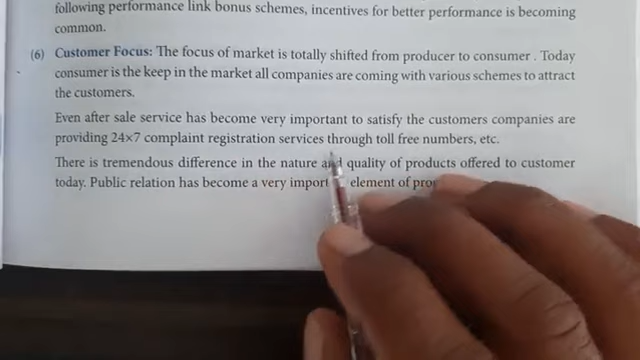 following performance link bonus schemes, incentives for better performance is becoming
common.
(6) Customer Focus: The focus of market is totally shifted from producer to consumer . Today
consumer is the keep in the market all companies are coming with various schemes to attract
the customers.
Even after sale service has become very important to satisfy the customers companies are
providing 24×7 complaint registration services through toll free numbers, etc.
There is tremendous difference in the nature and quality of products offered to customer
today. Public relation has become a very element of